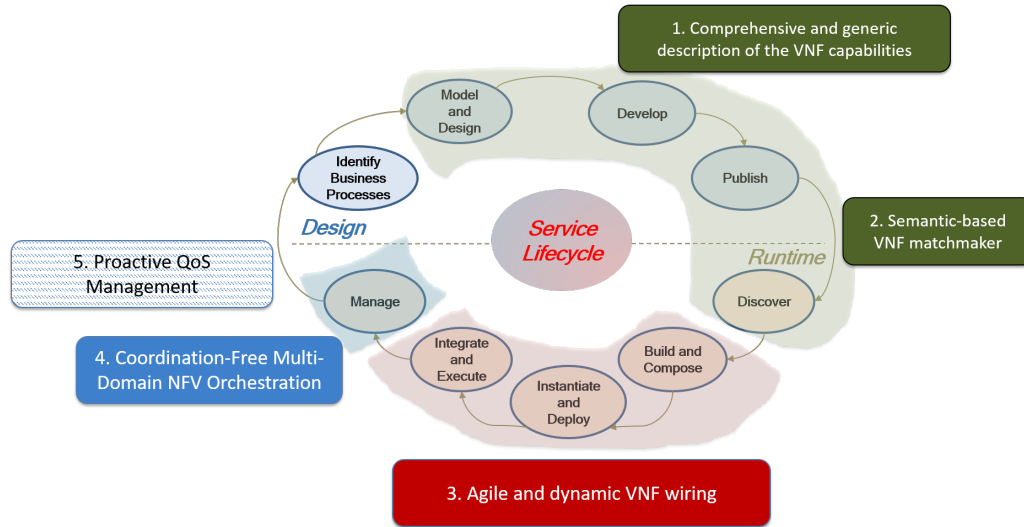 1. Comprehensive and generic
description of the VNF capabilities
Model
and
Design
Develop
Identify
Business
Processes
Publish
Design
Service
Lifecycle
2. Semantic-based
VNF matchmaker
Runtime
5. Proactive QoS
Management
Manage
Discover
4. Coordination-Free Multi-
Domain NFV Orchestration
Integrate
and
Execute
Build and
Compose
Instantiate
and
Deploy
3. Agile and dynamic VNF wiring